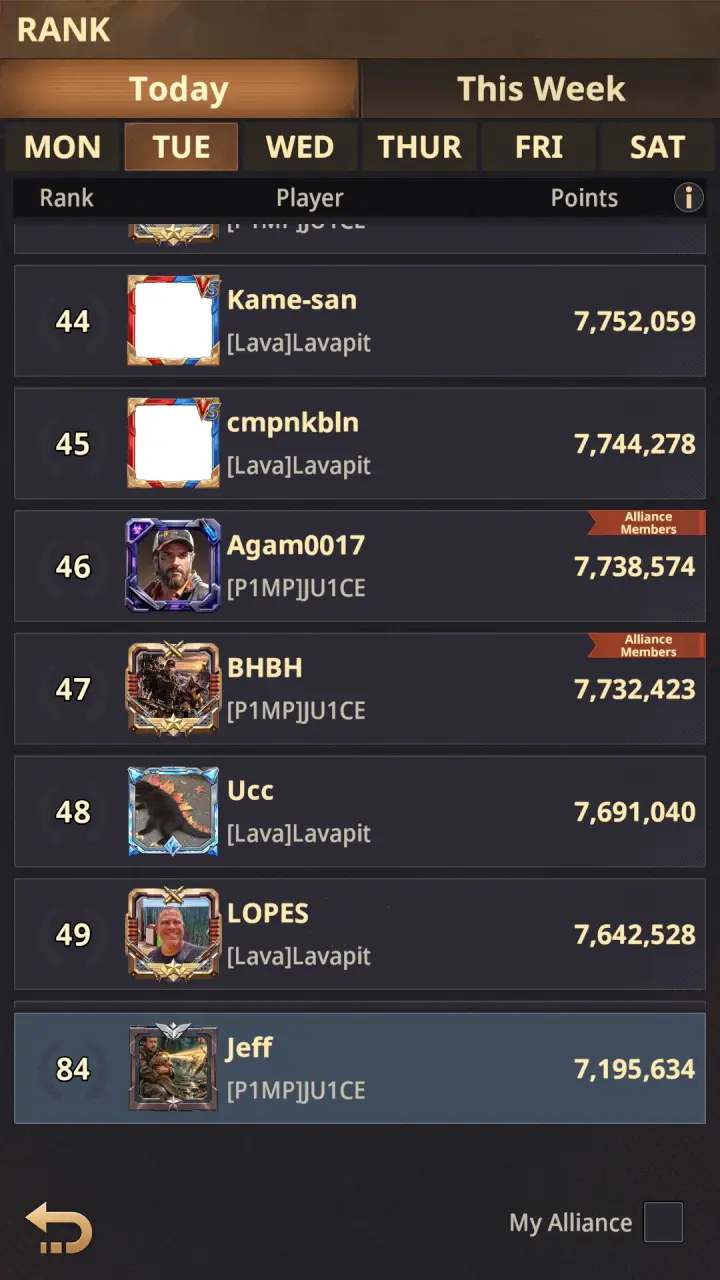 RANK
Today
This Week
MON
TUE
WED
THUR
FRI
SAT
Rank
Player
Points
44
Kame-san
[Lava]Lavapit
7,752,059
45
cmpnkbln
[Lava]Lavapit
7,744,278
46
Agam0017
[P1MP]JU1CE
Alliance
Members
7,738,574
47
BHBH
[P1MP]JU1CE
Alliance
Members
7,732,423
48
Ucc
[Lava]Lavapit
7,691,040
49
LOPES
[Lava]Lavapit
7,642,528
84
Jeff
[P1MP]JU1CE
7,195,634
My Alliance